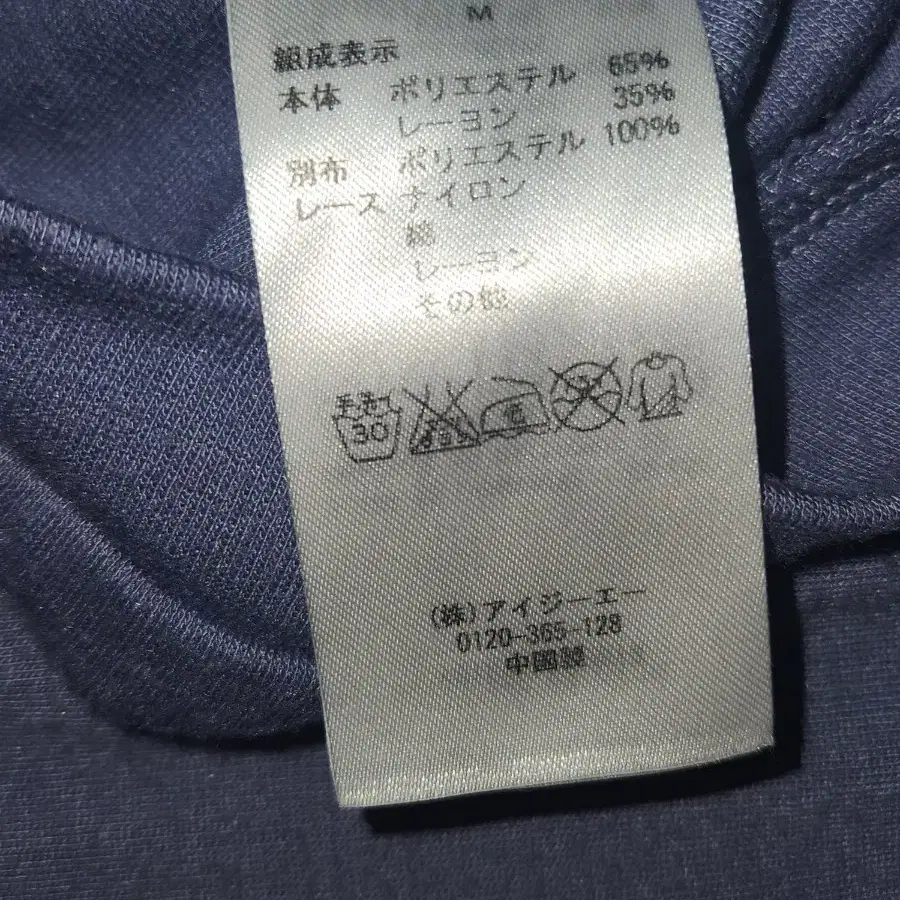 M
組成表示
本体 ポリエステル 65%
レーヨン 35%
別布 ポリエステル 100%
レース ナイロン
綿
レーヨン
その他
手洗イ
30
(株)アイジーエー
0120-365-128
中国製